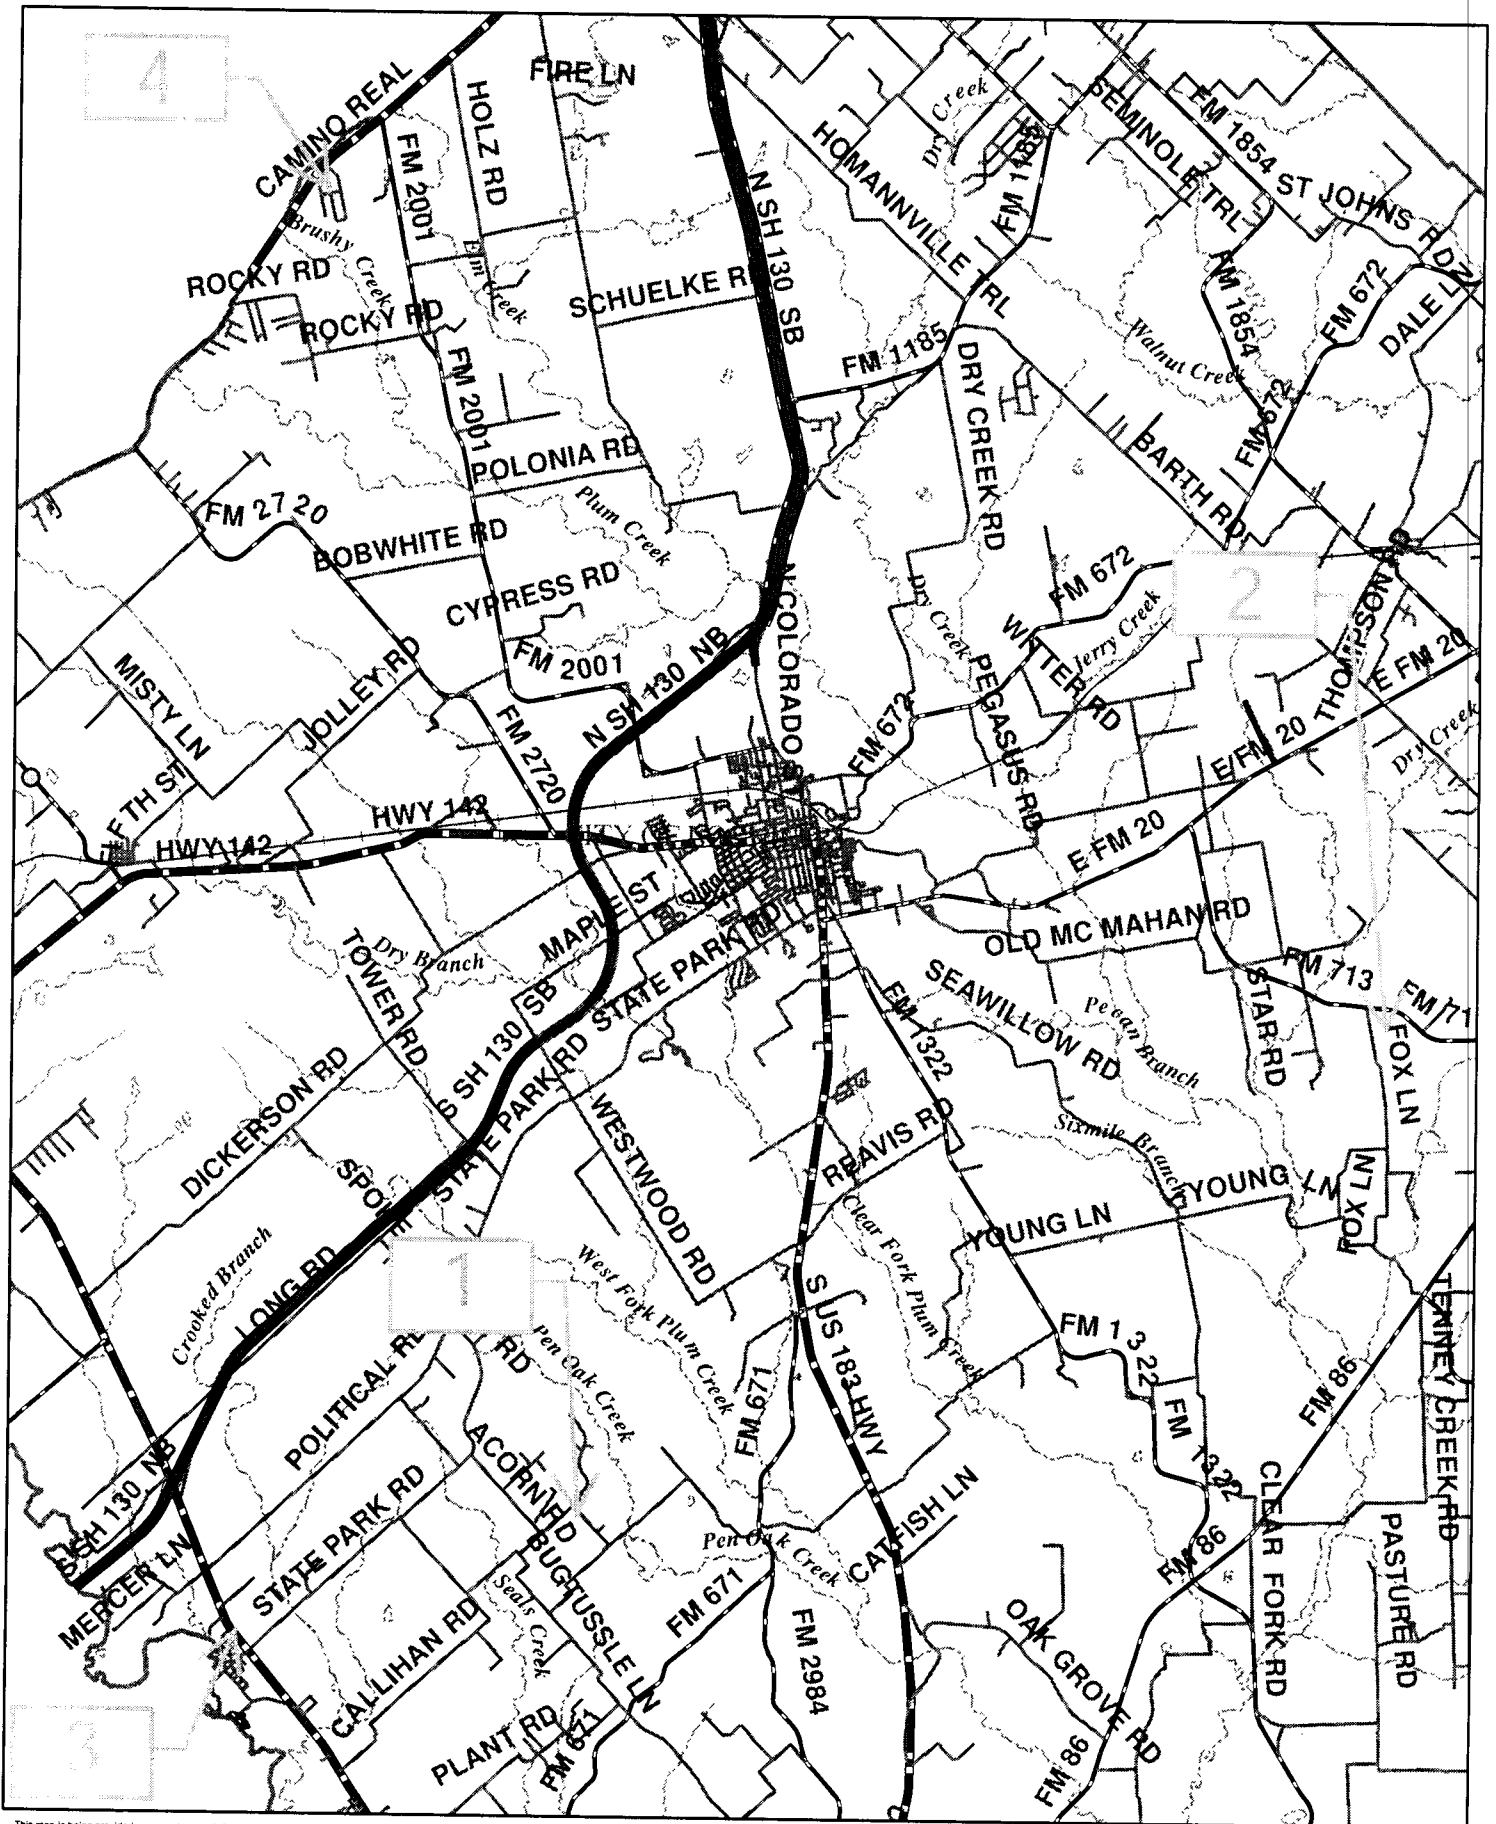 4
CAMINO REAL
FIRE LN
HOLZ RD
FM 2001
Brushy Creek
Elm Creek
ROCKY RD
ROCKY RD
SCHUELKE
N SH 130 SB
HOMANNVILLE TRL
Dry Creek
FM 1185
SEMINOLE TRL
FM 1854
ST JOHNS RD
FM 1854
FM 672
DALE L
Walnut Creek
FM 1185
FM 2001
POLONIA RD
FM 27 20
BOBWHITE RD
Plum Creek
CYPRESS RD
DRY CREEK RD
BARTH RD
FM 672
FM 672
2
Dry Creek
Jerry Creek
WITTER RD
PEGASUS RD
THOMPSON
E FM 20
E FM 20
Dry Creek
MISTY LN
JOLLEY RD
FM 2001
N SH 130 NB
N COLORADO ST
FM 672
FM 2720
HWY 142
HWY 142
E FM 20
MAPLE ST
STATE PARK RD
OLD MC MAHAN RD
FM 713
FM 71
STAR RD
FOX LN
Dry Branch
TOWER RD
S SH 130 SB
SEAWILLOW RD
Pecan Branch
FM 1322
DICKERSON RD
STATE PARK RD
WESTWOOD RD
REAVIS RD
Sixmile Branch
YOUNG LN
YOUNG LN
FOX LN
Crooked Branch
LONG RD
1
West Fork Plum Creek
Clear Fork Plum Creek
S US 183 HWY
POLITICAL
RD
Pen Oak Creek
FM 671
FM 1 3 22
FM 1322
FM 86
TENNEY CREEK RD
ACORN RD
STATE PARK RD
SH 130 NB
MERCER LN
BUGTUSSLE LN
Pen Oak Creek
CATFISH LN
FM 86
CLEAR FORK RD
PASTURE RD
Seals Creek
CALLIHAN RD
FM 671
FM 2984
OAK GROVE RD
3
PLANT RD
FM 671
FM 86